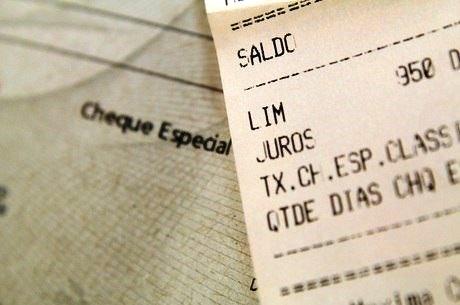 SALDO
950 D
LIM
JUROS
TX.CH.ESP.CLASS
QTDE DIAS CHQ E
Cheque Especial